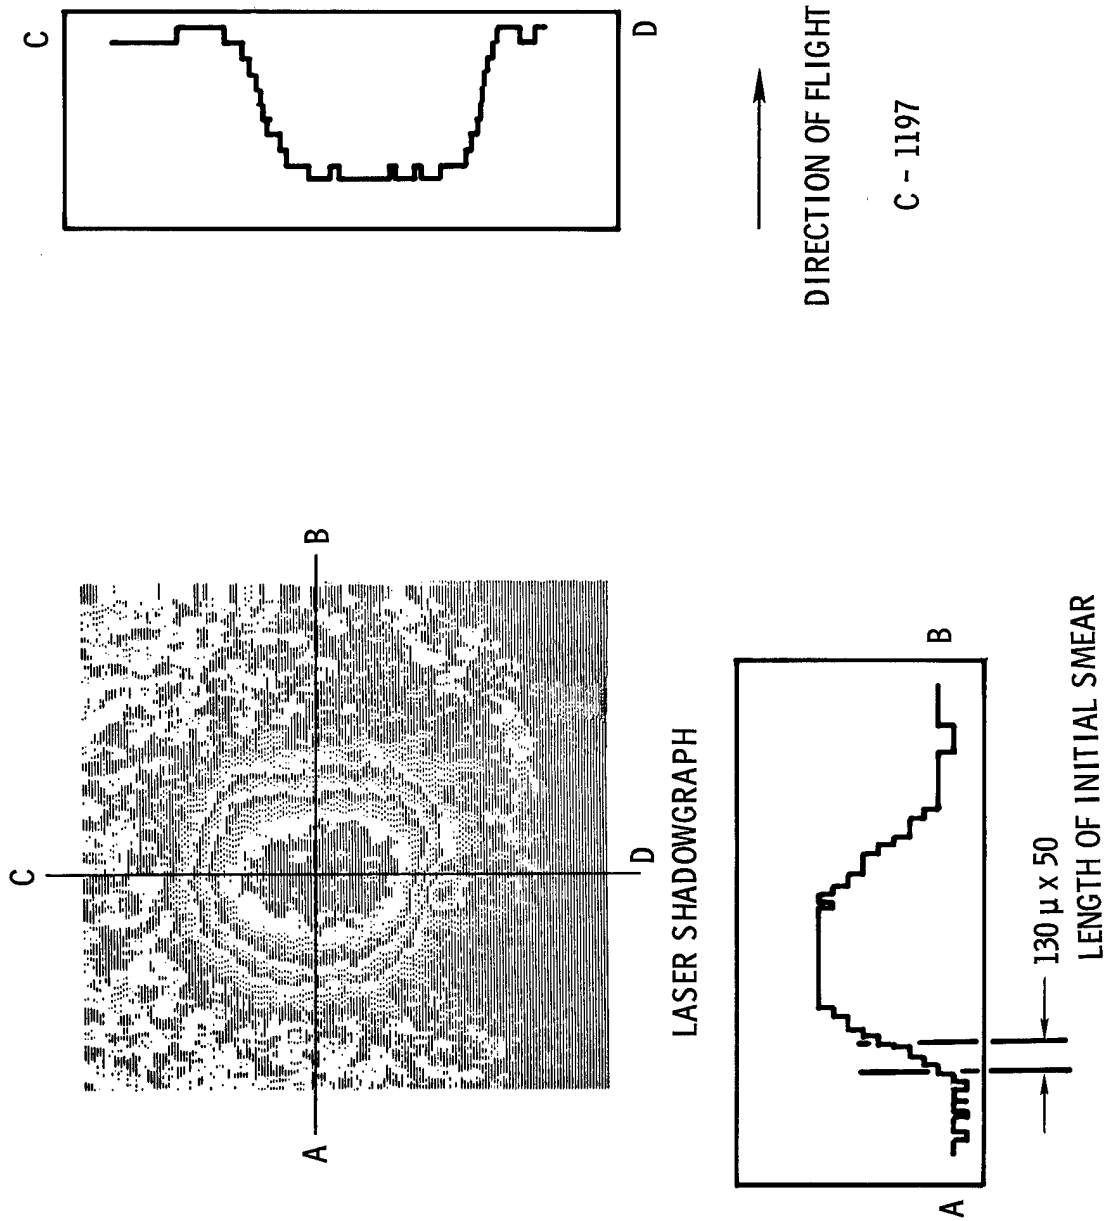 C
D
C
B
A
D
LASER SHADOWGRAPH
B
A
130 μ x 50
LENGTH OF INITIAL SMEAR
DIRECTION OF FLIGHT
C - 1197